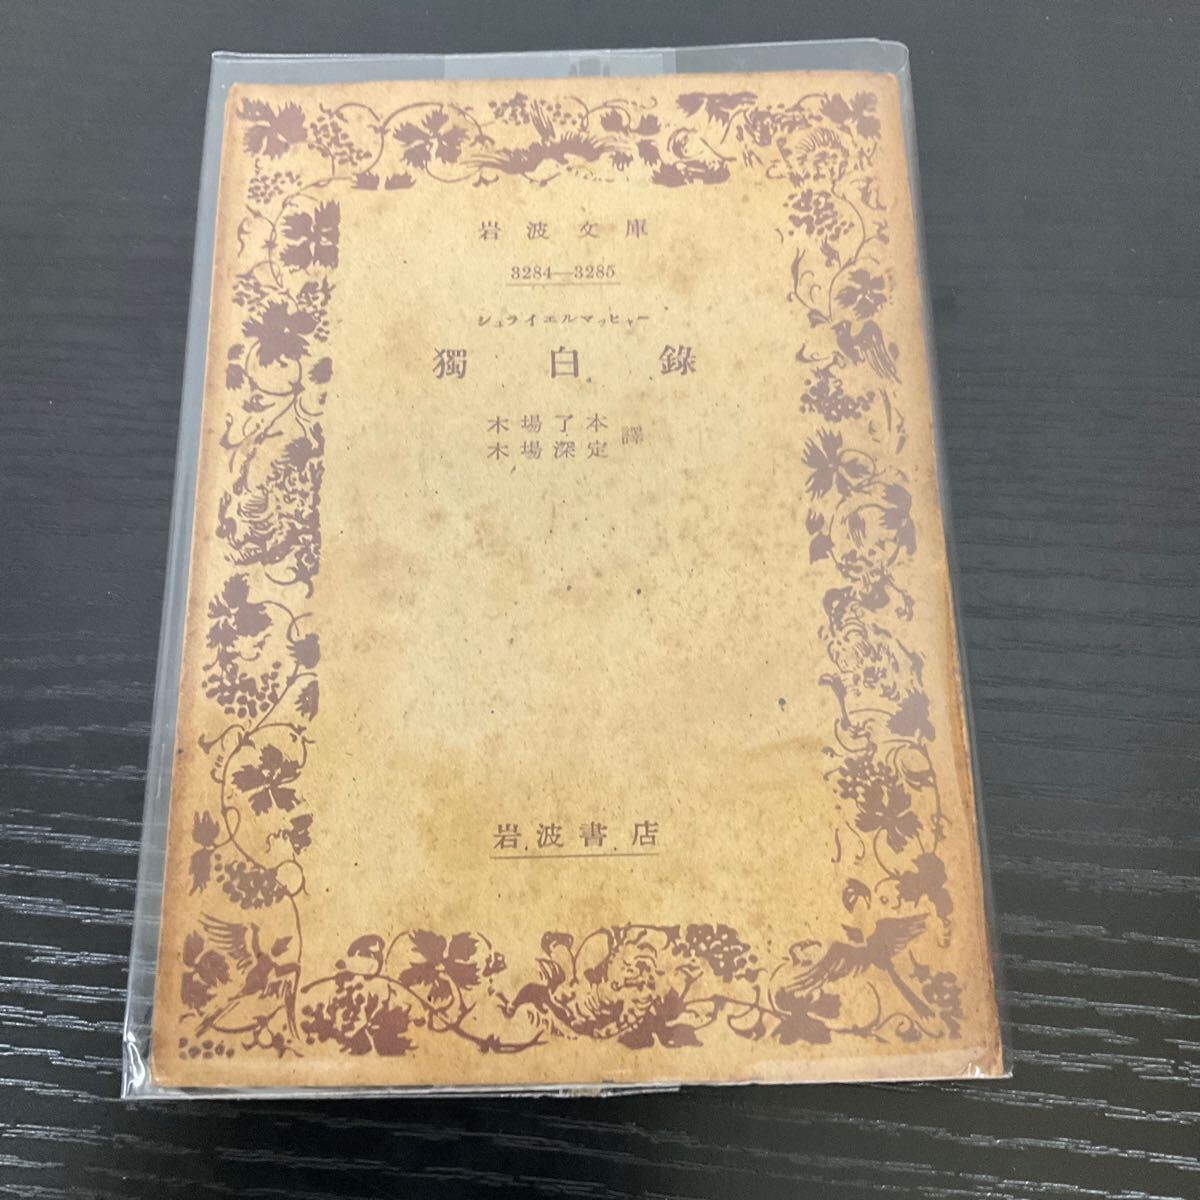 岩波文庫
3284—3285
シュライエルマッヒャー
獨白錄
木場了本
木場深定
譯
岩波書店